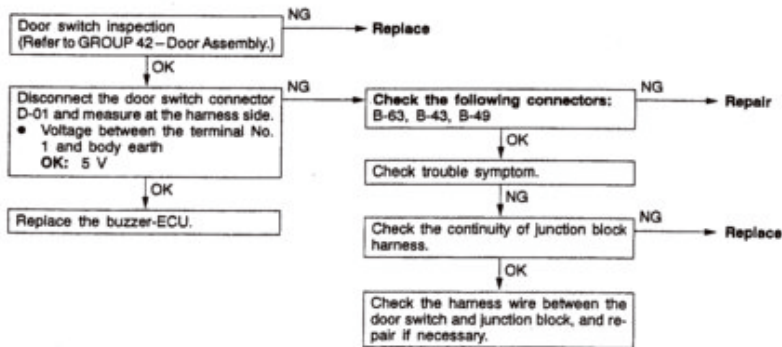 Door switch inspection
(Refer to GROUP 42 – Door Assembly.)
NG
Replace
OK
Disconnect the door switch connector
D-01 and measure at the harness side.
● Voltage between the terminal No.
1 and body earth
OK: 5 V
NG
Check the following connectors:
B-63, B-43, B-49
NG
Repair
OK
Replace the buzzer-ECU.
OK
Check trouble symptom.
NG
Check the continuity of junction block
harness.
NG
Replace
OK
Check the harness wire between the
door switch and junction block, and re-
pair if necessary.